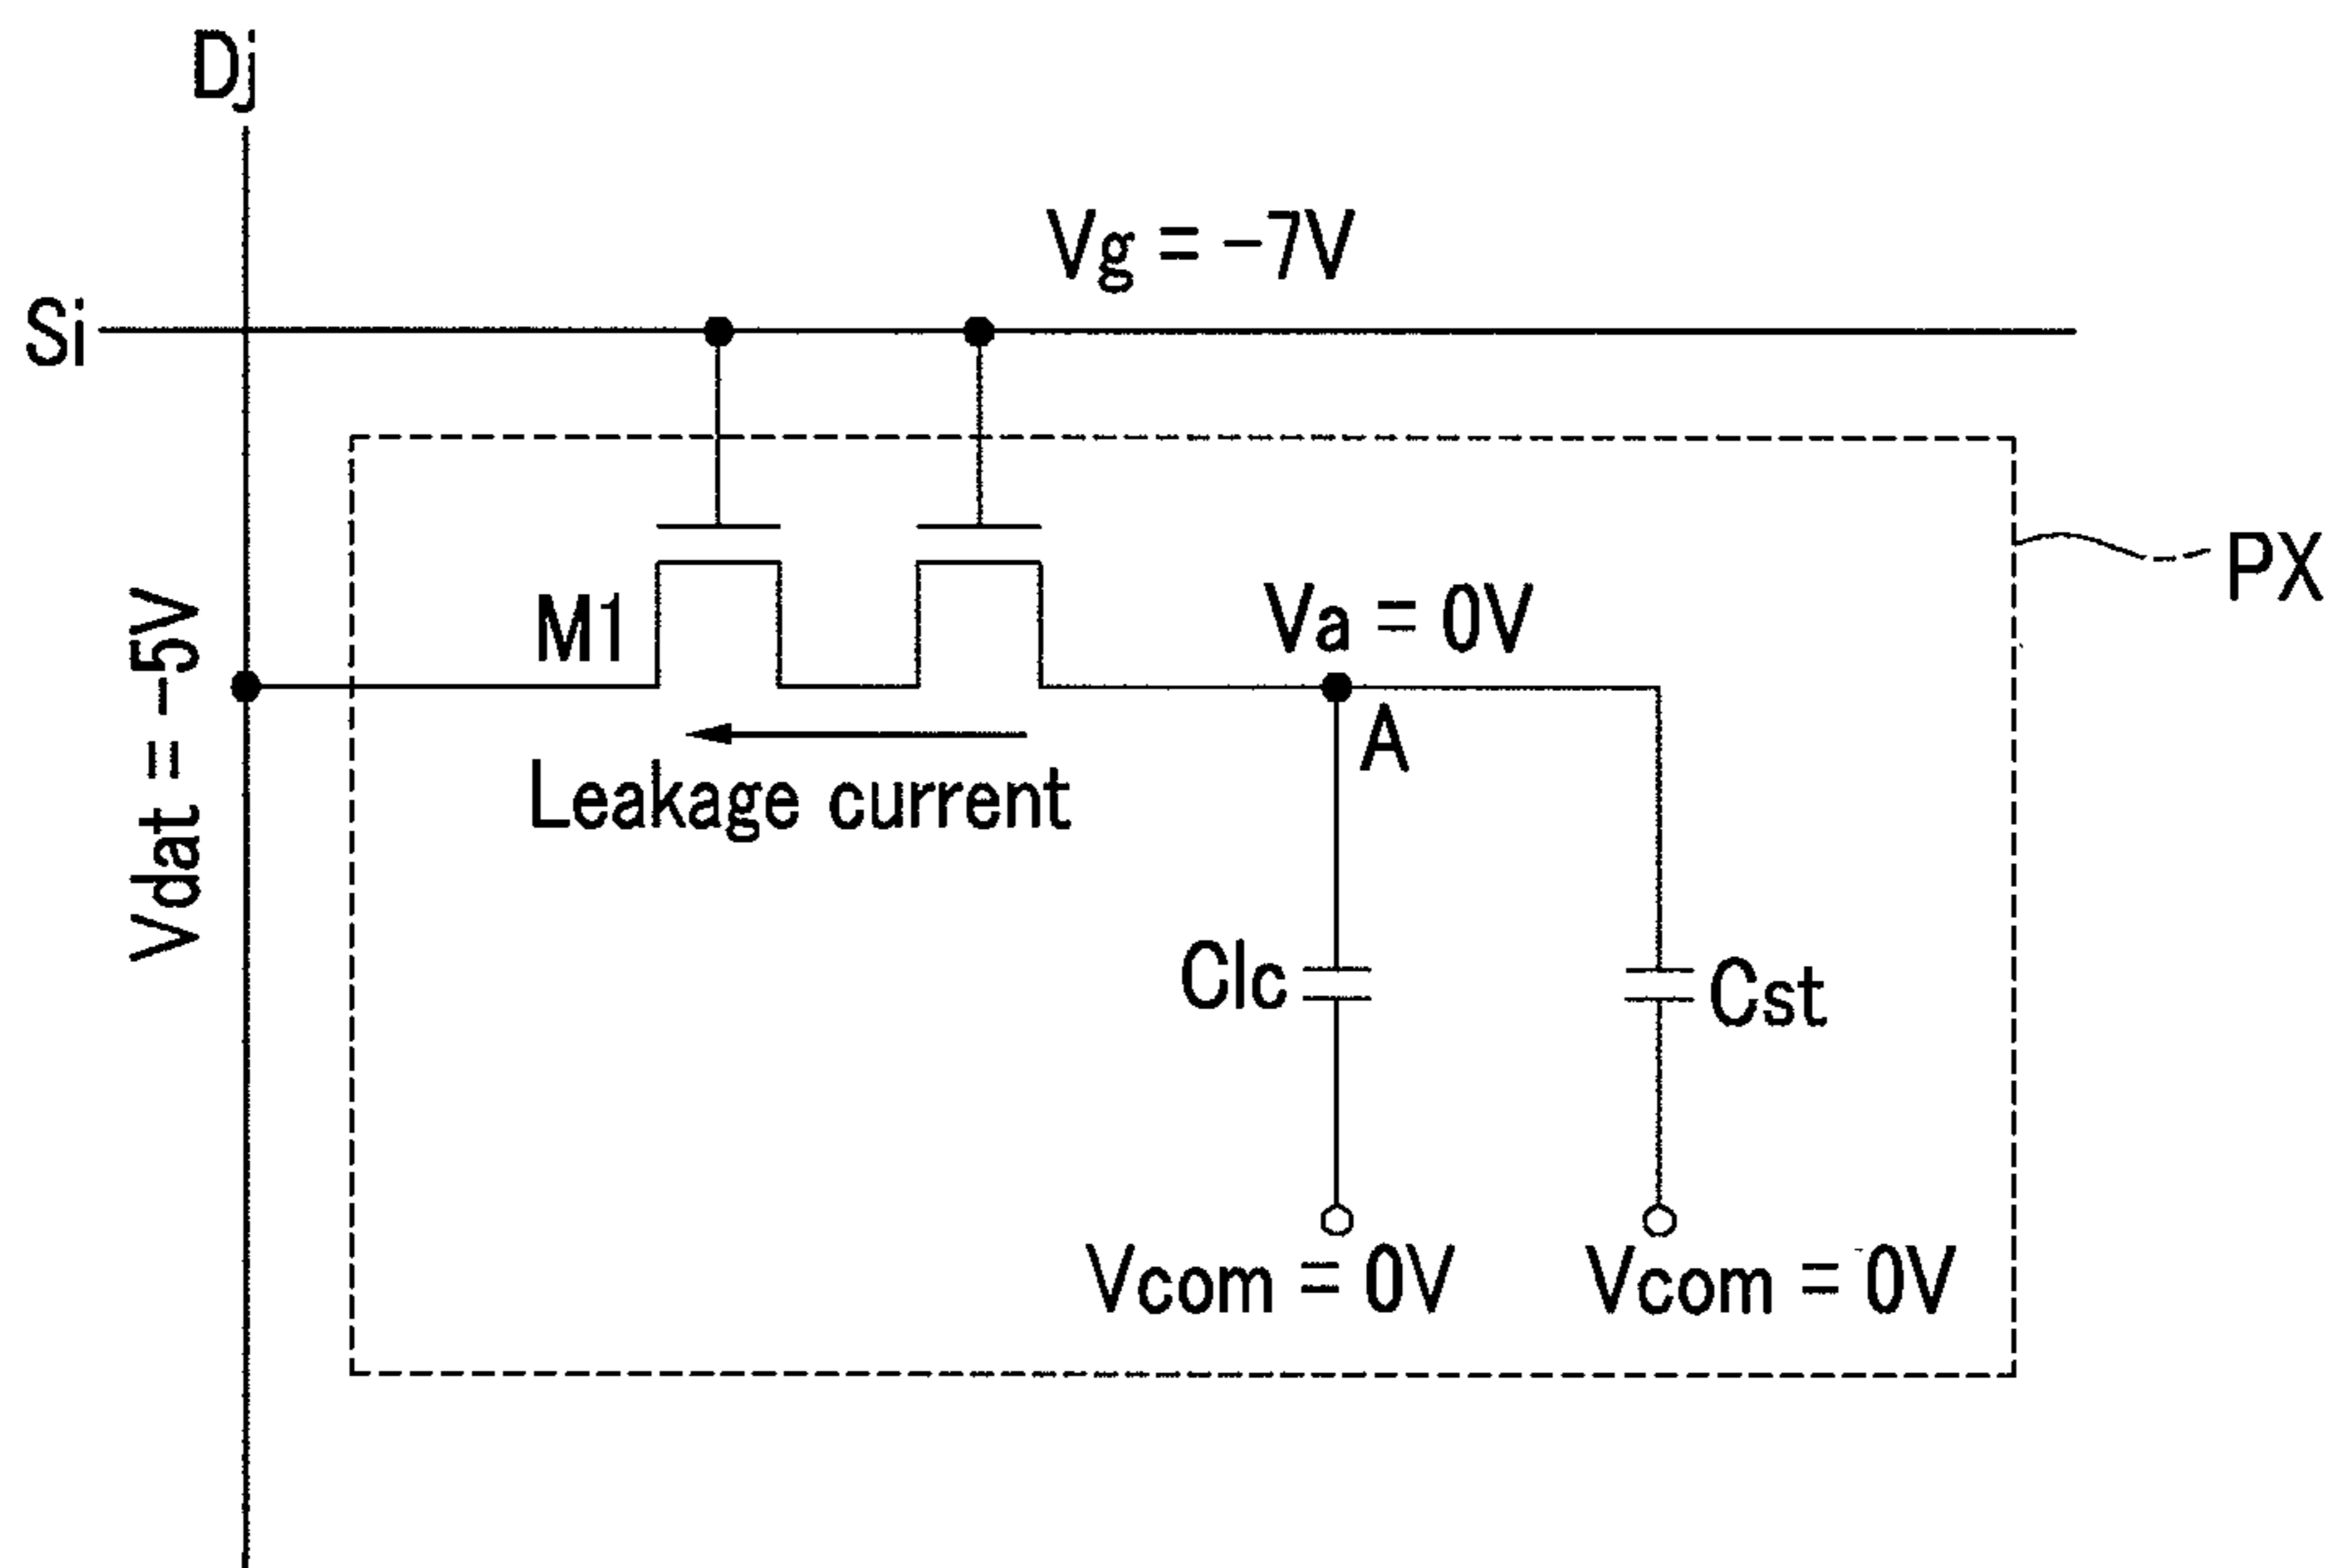 Dj
Vg = -7V
Si
PX
M1
Va = 0V
Vdat = -5V
A
Leakage current
Clc
Cst
Vcom = 0V
Vcom = 0V